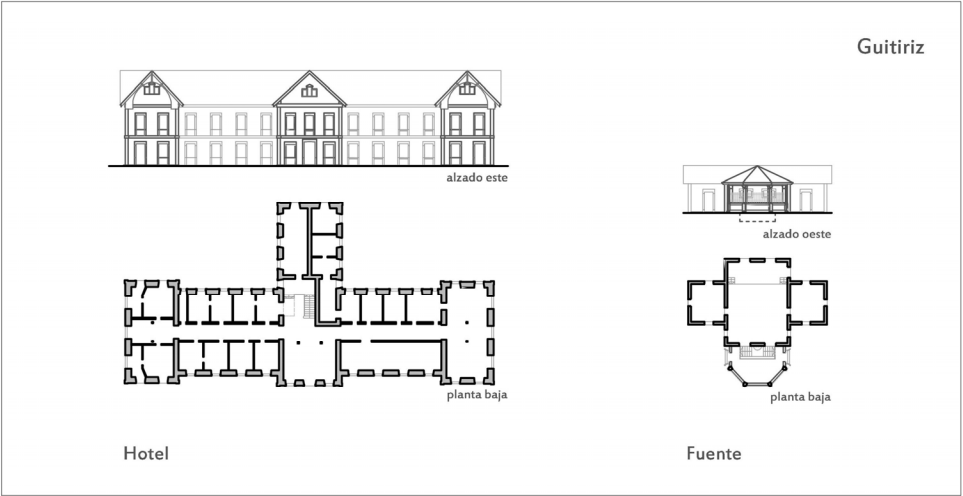 Guitiriz
alzado este
alzado oeste
planta baja
planta baja
Hotel
Fuente